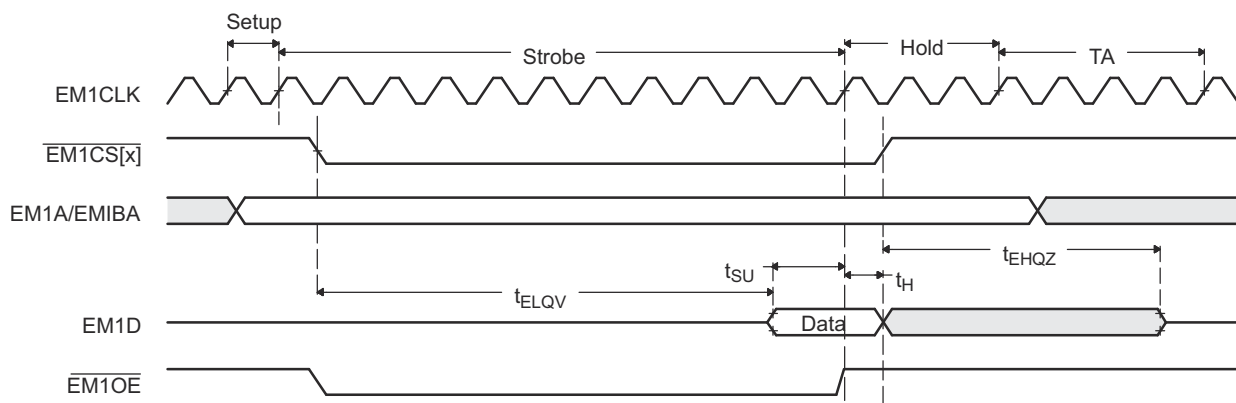 Setup
Strobe
Hold
TA
EM1CLK
EM1CS[x]
EM1A/EMIBA
tEHQZ
tSU
tH
tELQV
EM1D
Data
EM1OE